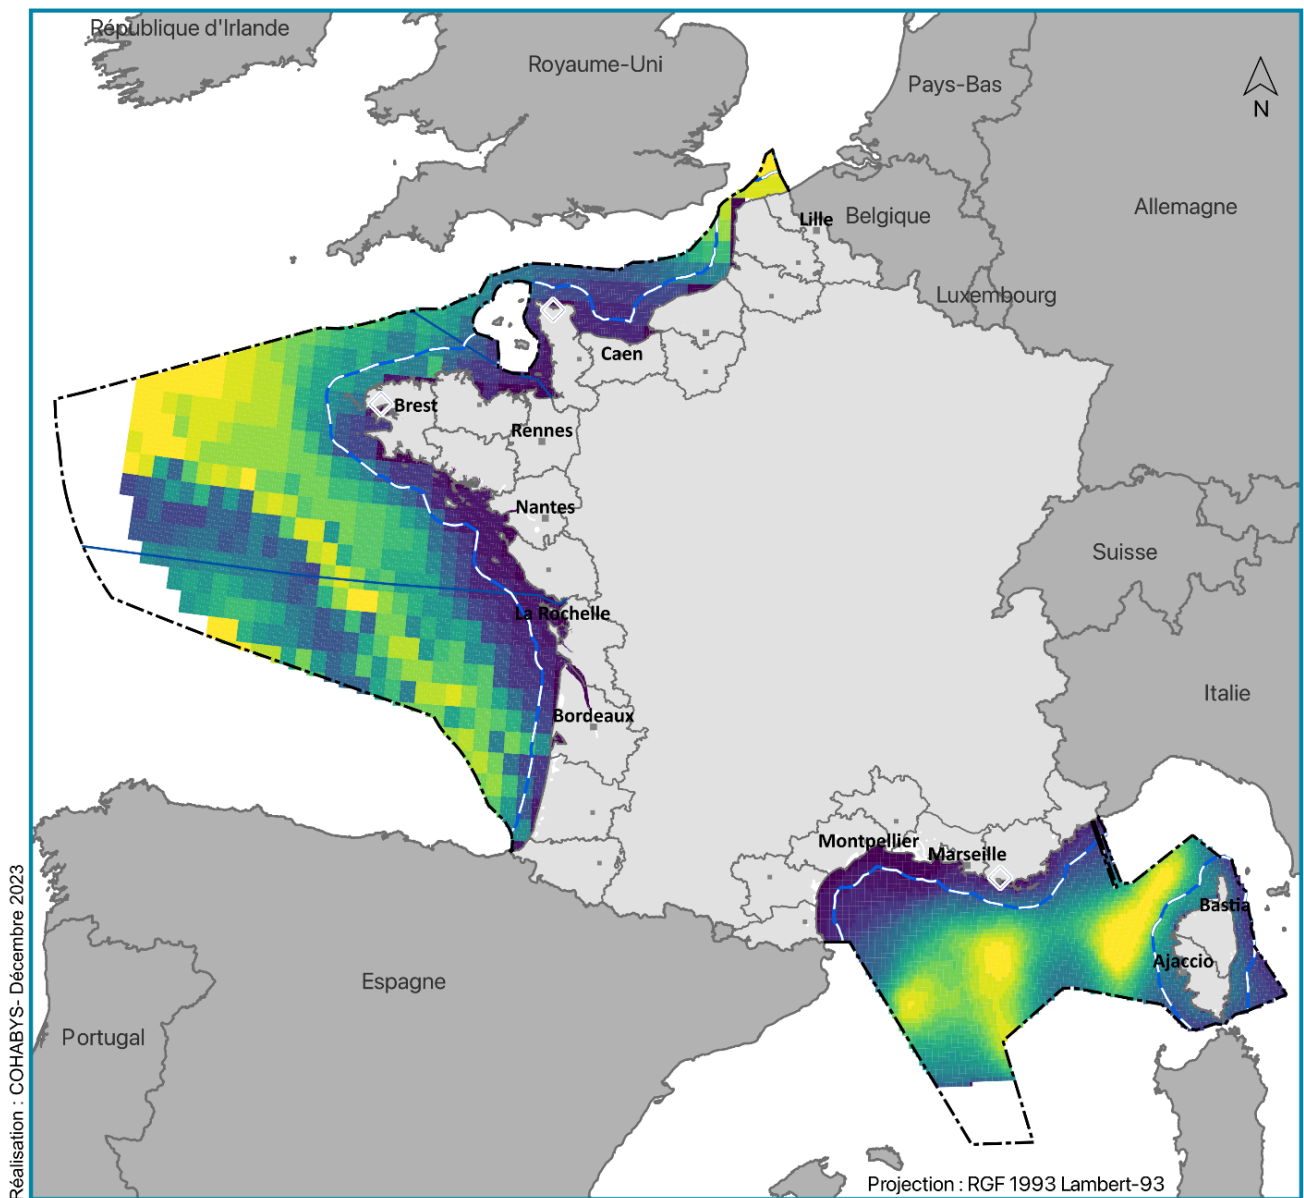 République d'Irlande
Royaume-Uni
Pays-Bas
N
Allemagne
Lille
Belgique
Luxembourg
Caen
Brest
Rennes
Nantes
Suisse
La Rochelle
Italie
Bordeaux
Montpellier
Marseille
Bastia
Ajaccio
Espagne
Portugal
Réalisation : COHABYS- Décembre 2023
Projection : RGF 1993 Lambert-93